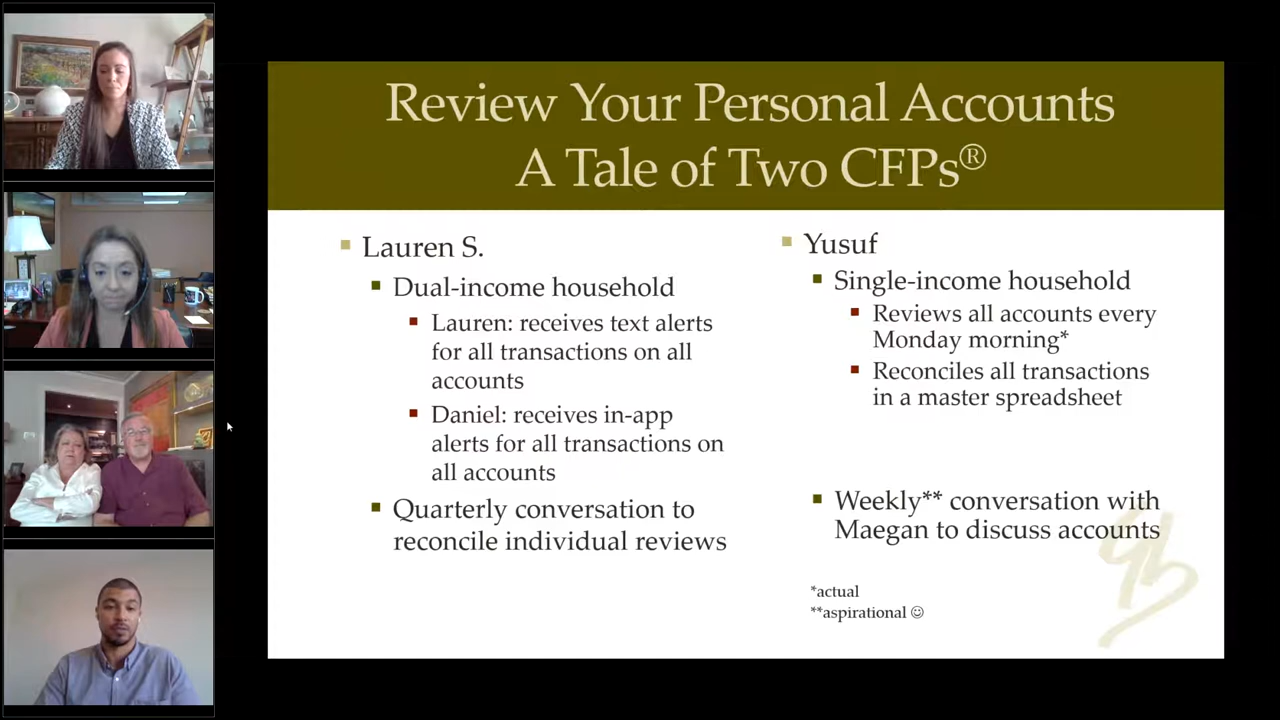 Review Your Personal Accounts
A Tale of Two CFPs®
Lauren S.
Dual-income household
Lauren: receives text alerts
for all transactions on all
accounts
Daniel: receives in-app
alerts for all transactions on
all accounts
Quarterly conversation to
reconcile individual reviews
Yusuf
Single-income household
Reviews all accounts every
Monday morning*
Reconciles all transactions
in a master spreadsheet
Weekly** conversation with
Maegan to discuss accounts
*actual
**aspirational ☺